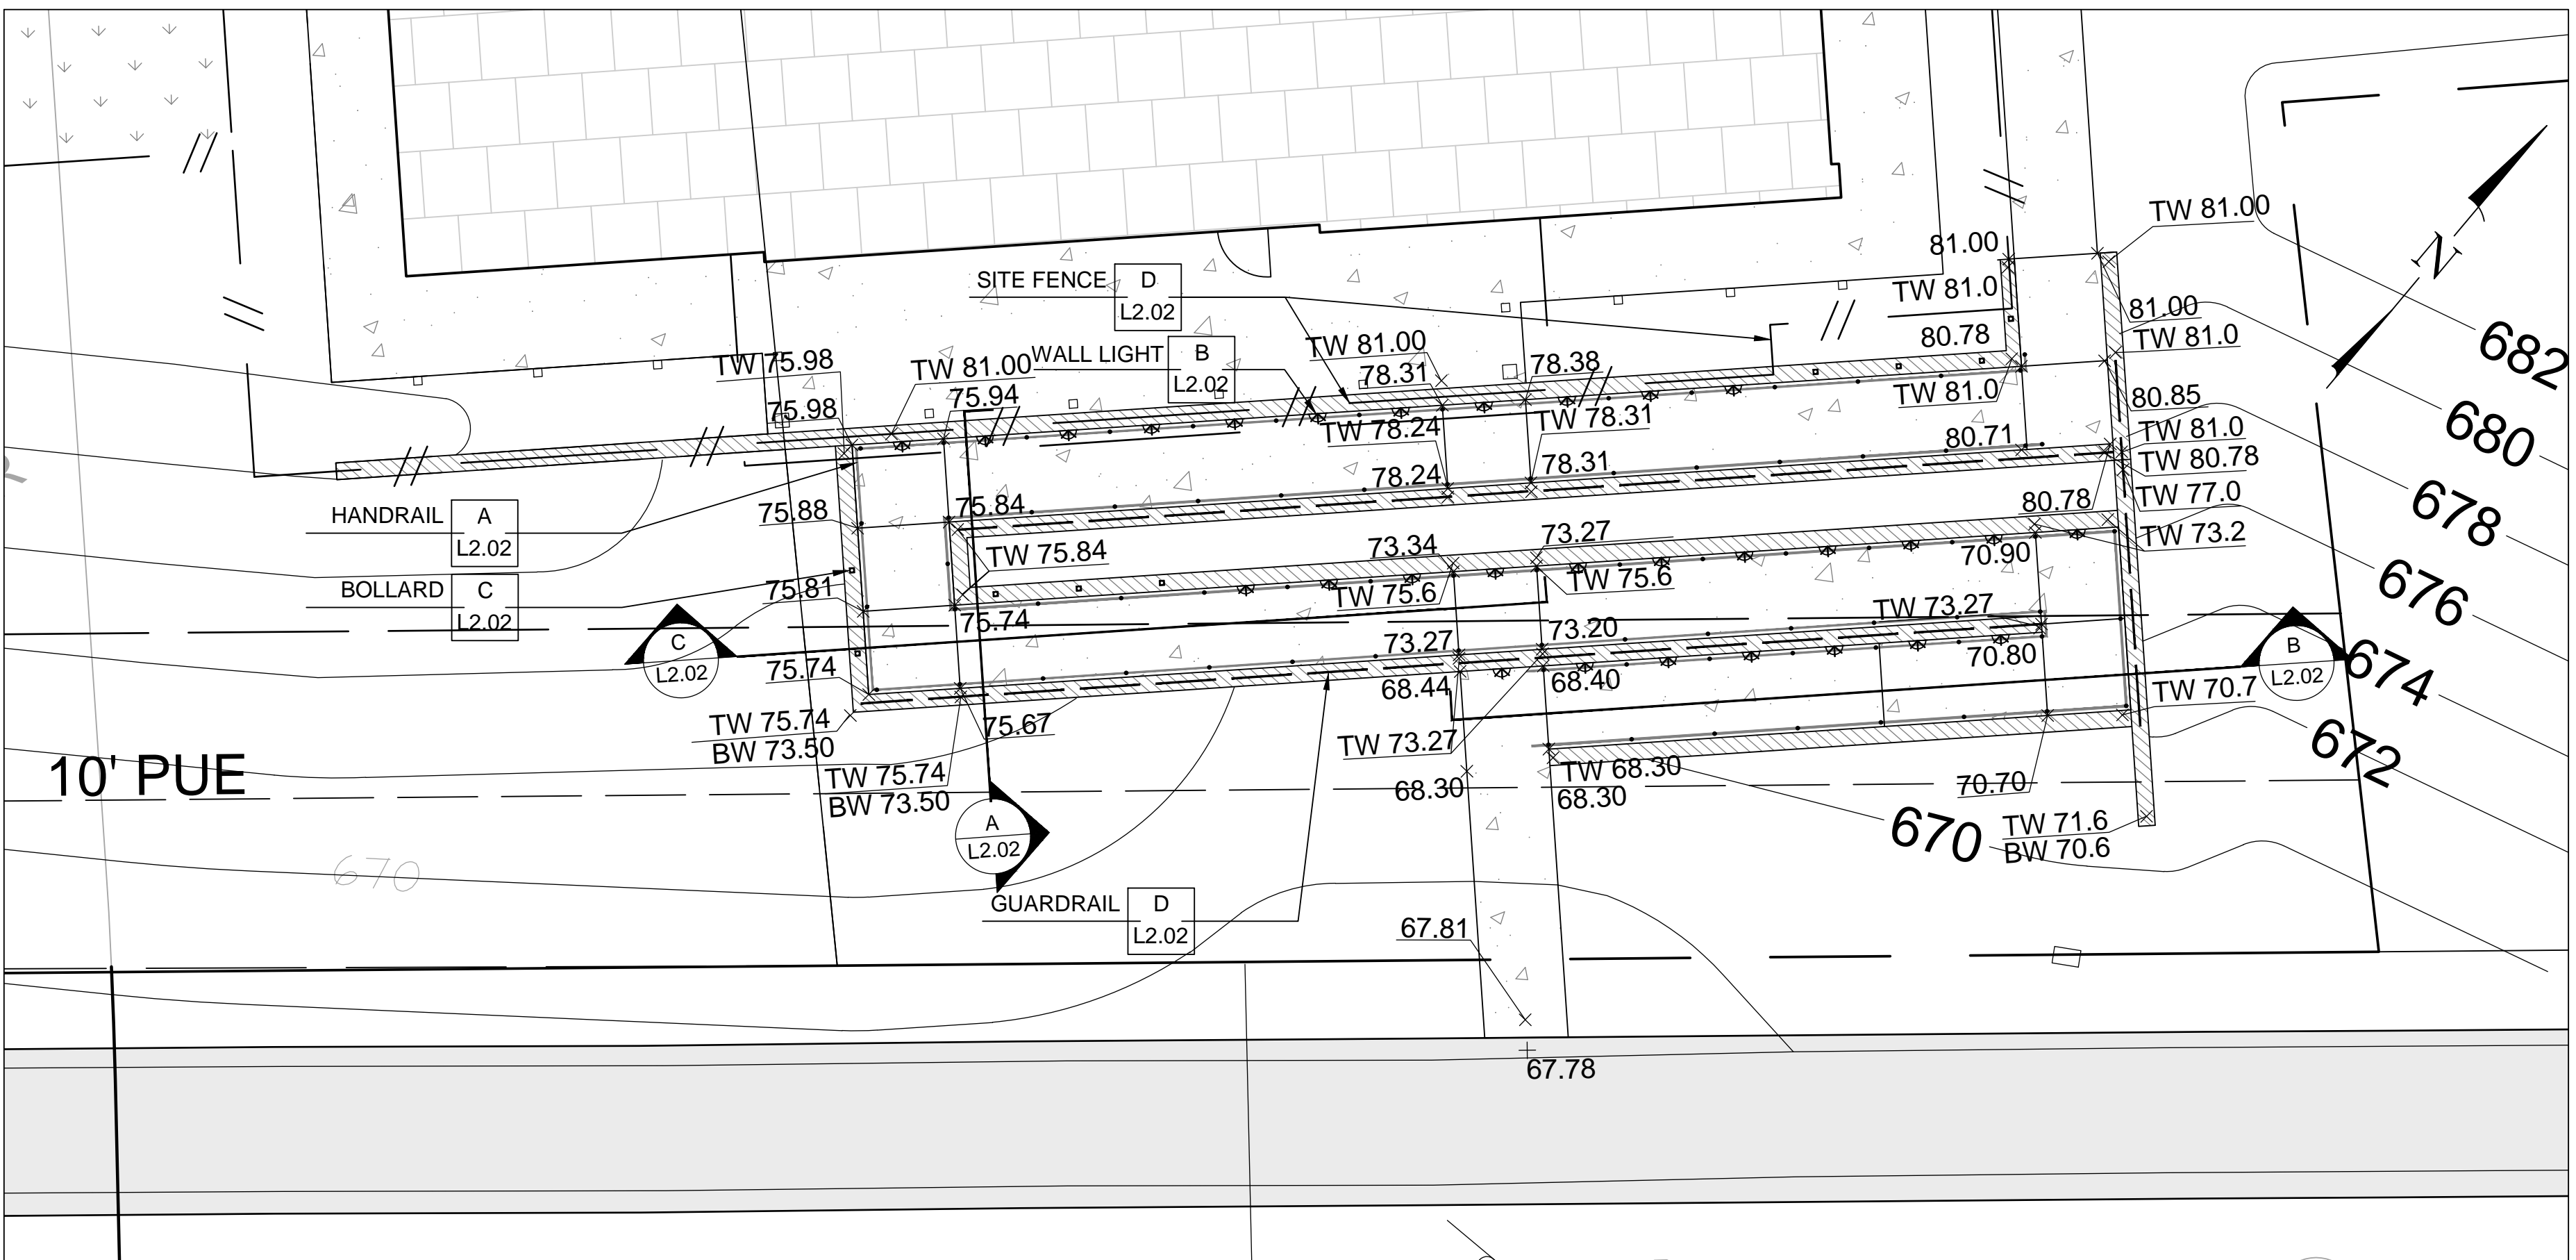 TW 81.00
N
81.00
TW 81.0
SITE FENCE
D
L2.02
81.00
TW 81.0
682
80.78
TW 81.00
WALL LIGHT
B
L2.02
TW 75.98
TW 81.00
78.31
78.38
75.98
75.94
TW 81.0
80.85
TW 78.24
TW 78.31
TW 81.0
680
80.71
TW 80.78
78.24
78.31
TW 77.0
80.78
678
HANDRAIL
A
L2.02
75.88
75.84
TW 73.2
73.34
73.27
TW 75.84
70.90
BOLLARD
C
L2.02
75.81
TW 75.6
TW 75.6
676
TW 73.27
75.74
C
L2.02
73.27
73.20
B
L2.02
70.80
674
75.74
68.44
68.40
TW 70.7
TW 75.74
BW 73.50
75.67
TW 73.27
672
10' PUE
TW 75.74
BW 73.50
TW 68.30
68.30
68.30
70.70
A
L2.02
670
TW 71.6
BW 70.6
670
GUARDRAIL
D
L2.02
67.81
67.78